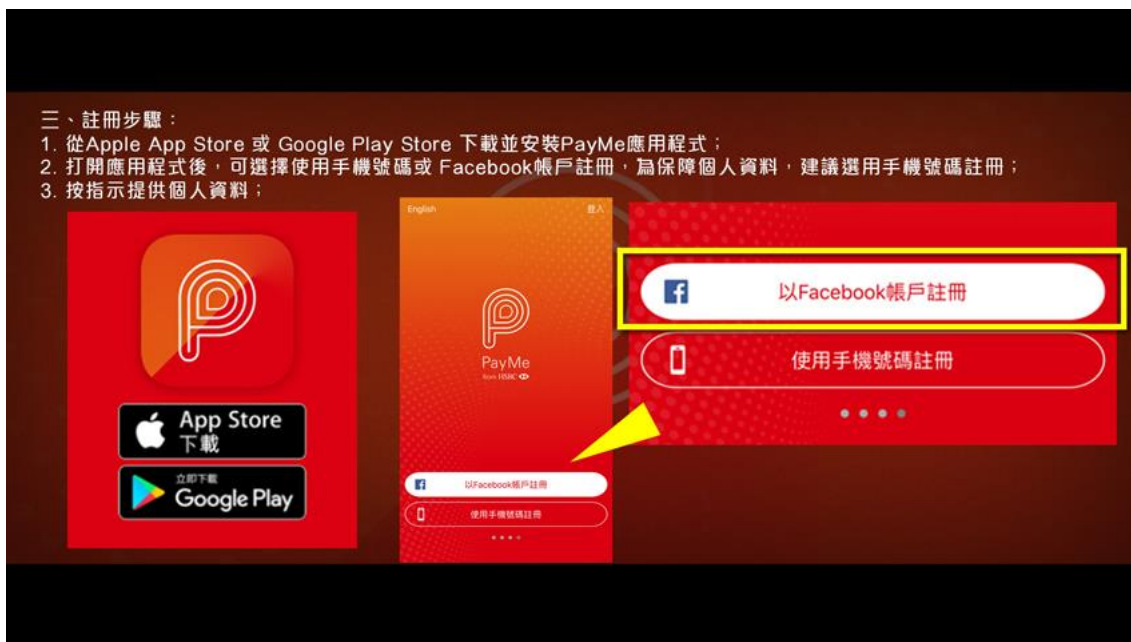 三、註冊步驟：
1. 從Apple App Store 或 Google Play Store 下載並安裝PayMe應用程式；
2. 打開應用程式後，可選擇使用手機號碼或 Facebook帳戶註冊，為保障個人資料，建議選用手機號碼註冊；
3. 按指示提供個人資料；
App Store
下載
立即下載
Google Play
English
登入
PayMe
from HSBC
以Facebook帳戶註冊
使用手機號碼註冊
以Facebook帳戶註冊
使用手機號碼註冊